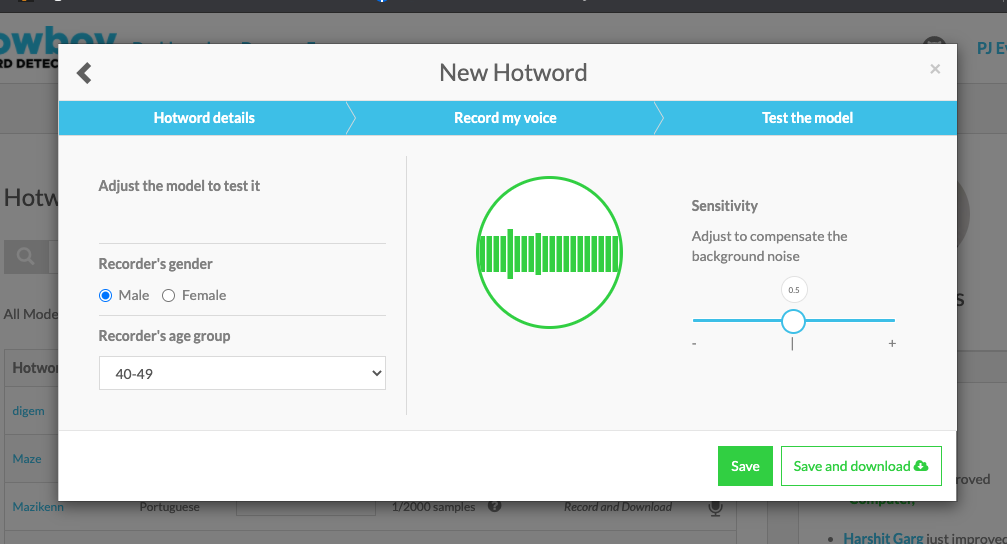 owboy
RD DETEC
PJ E
New Hotword
×
Hotword details
Record my voice
Test the model
Adjust the model to test it
Recorder's gender
Male
Female
Recorder's age group
40-49
Sensitivity
Adjust to compensate the
background noise
0.5
- | +
Save
Save and download
Hotw
All Mode
Hotwor
digem
Maze
Mazikenn
Portuguese
1/2000 samples
?
Record and Download
s
roved
Computer,
Harshit Garg just improves